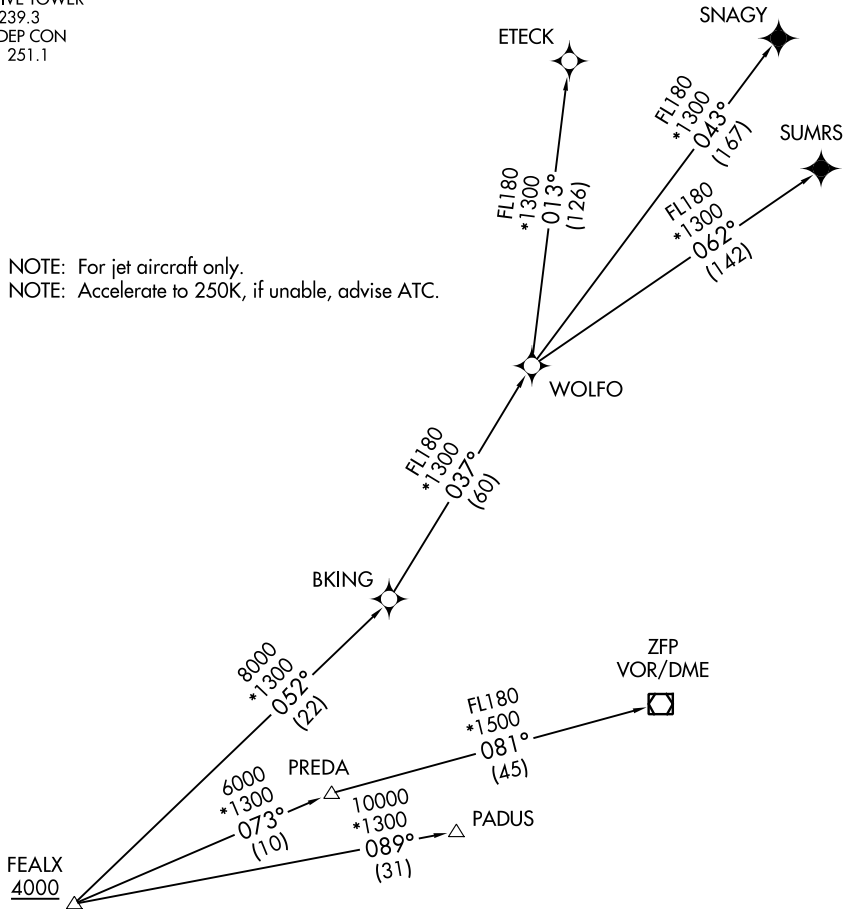 239.3
DEP CON
251.1
ETECK
SNAGY
SUMRS
FL180
*1300
013°
(126)
FL180
*1300
043°
(167)
FL180
*1300
062°
(142)
NOTE: For jet aircraft only.
NOTE: Accelerate to 250K, if unable, advise ATC.
WOLFO
FL180
*1300
037°
(60)
BKING
8000
*1300
052°
(22)
ZFP
VOR/DME
FL180
*1500
081°
(45)
PREDA
6000
*1300
073°
(10)
10000
*1300
089°
(31)
PADUS
FEALX
4000